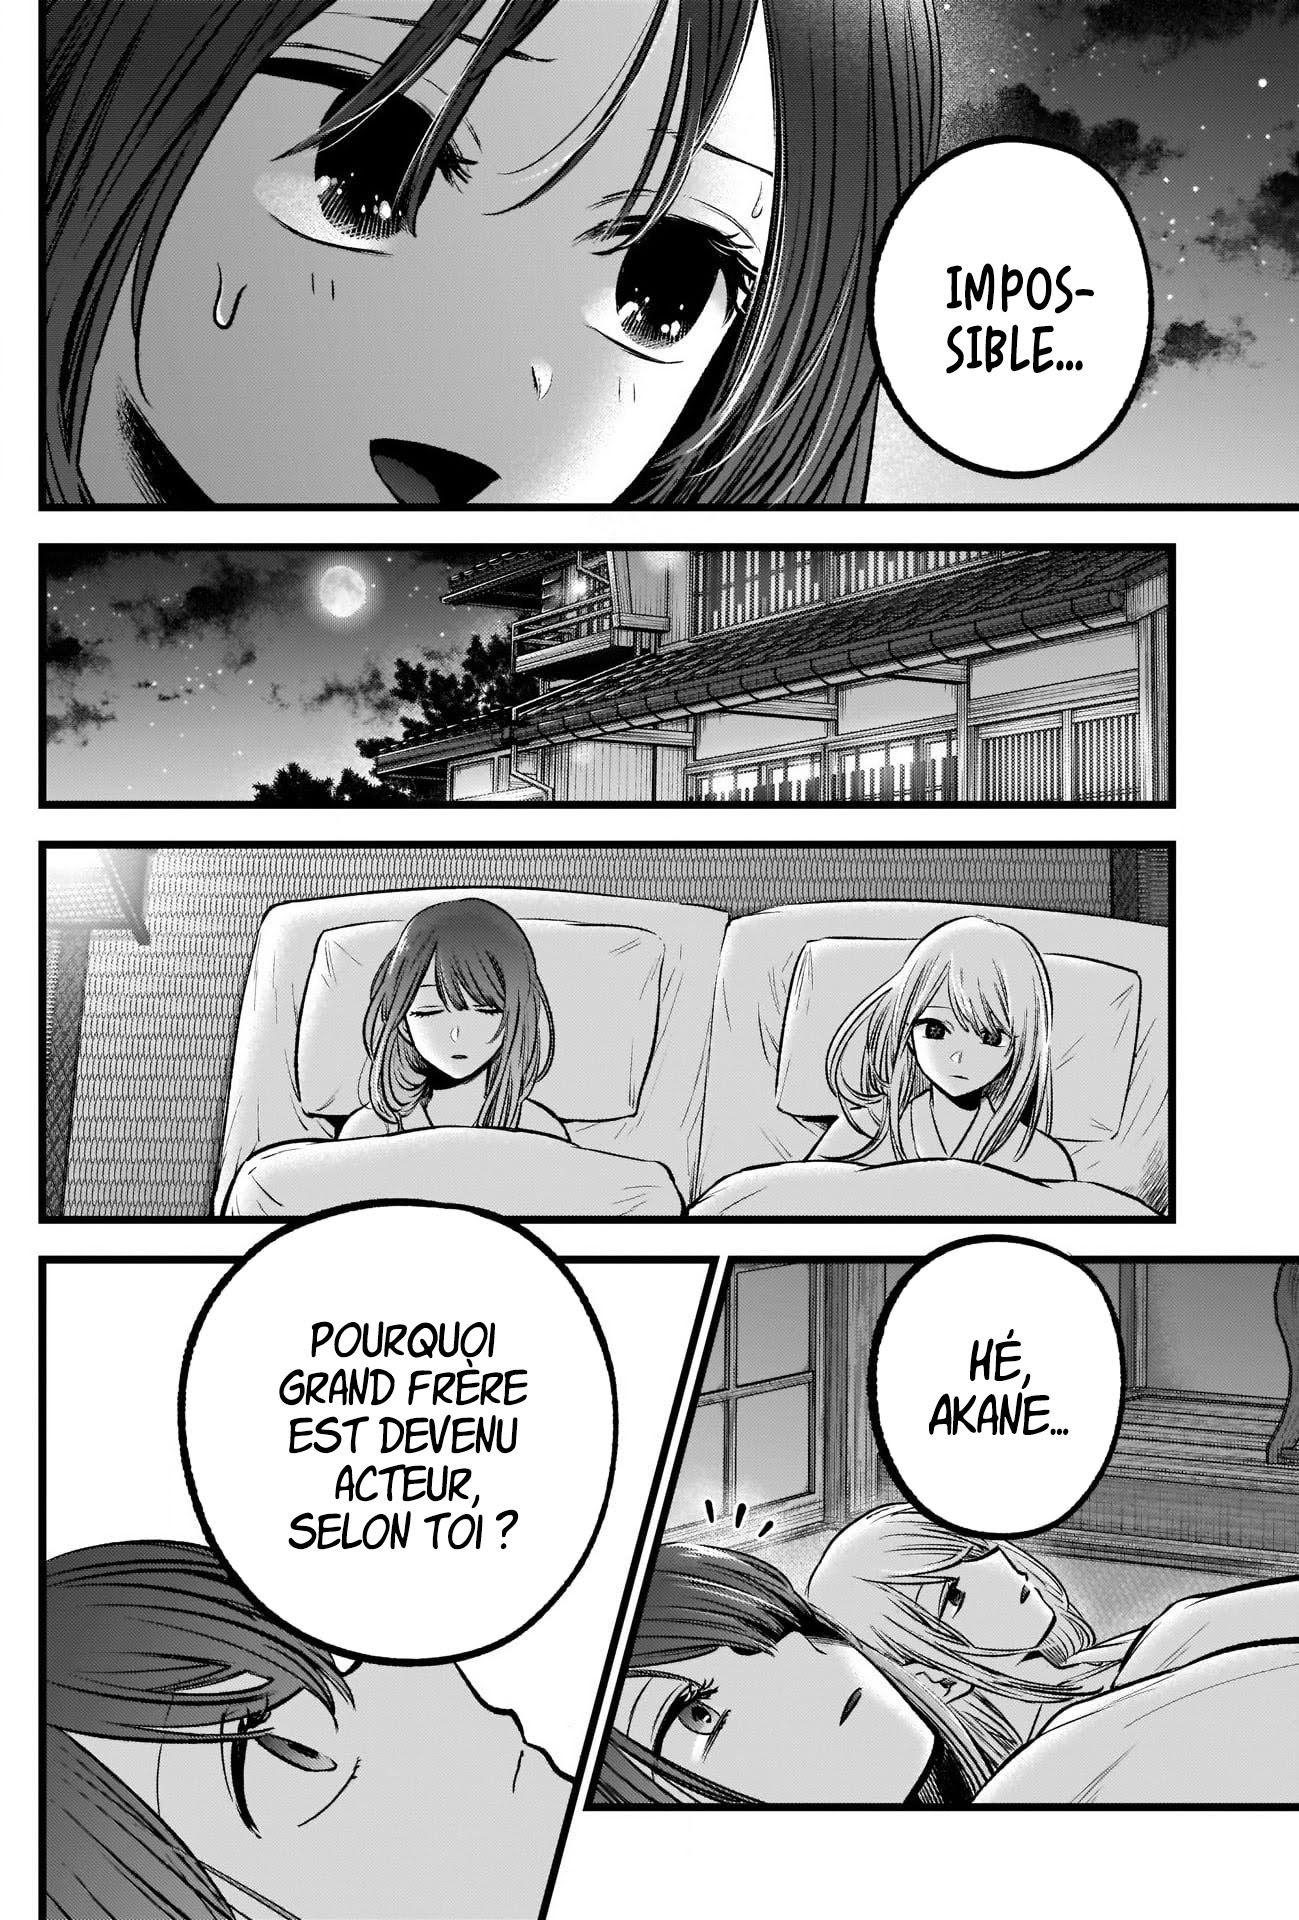 IMPOS-
SIBLE...
HÉ,
AKANE...
POURQUOI
GRAND FRÈRE
EST DEVENU
ACTEUR,
SELON TOI ?